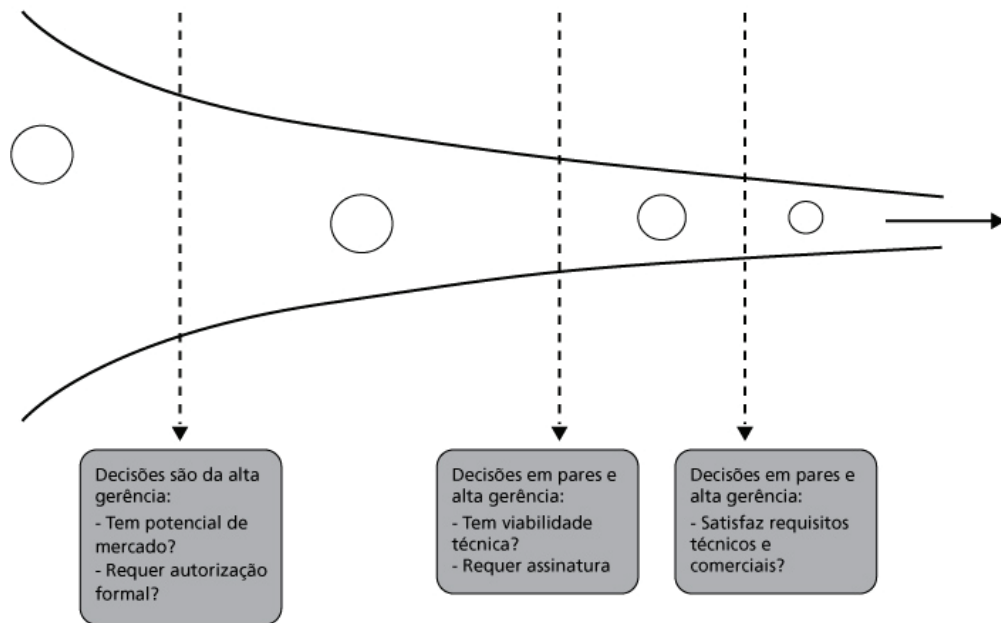 Decisões são da alta
gerência:
- Tem potencial de
mercado?
- Requer autorização
formal?
Decisões em pares e
alta gerência:
- Tem viabilidade
técnica?
- Requer assinatura
Decisões em pares e
alta gerência:
- Satisfaz requisitos
técnicos e
comerciais?